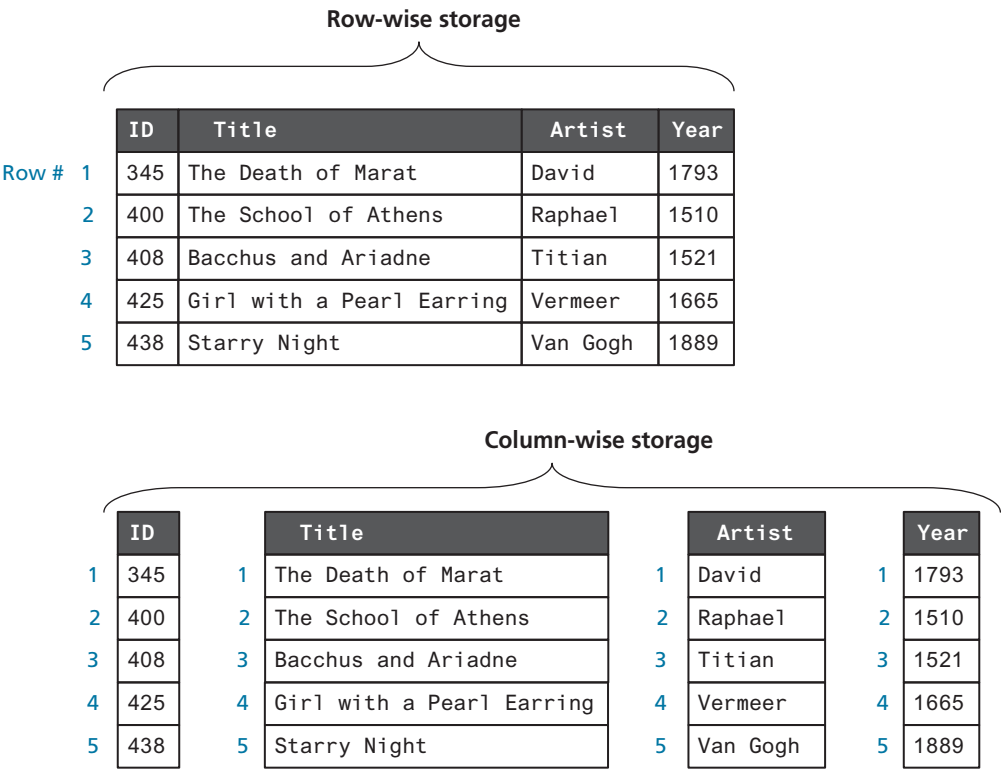 Row-wise storage
ID Title Artist Year
Row # 1 345 The Death of Marat David 1793
2 400 The School of Athens Raphael 1510
3 408 Bacchus and Ariadne Titian 1521
4 425 Girl with a Pearl Earring Vermeer 1665
5 438 Starry Night Van Gogh 1889
Column-wise storage
ID Title Artist Year
1 345 1 The Death of Marat 1 David 1 1793
2 400 2 The School of Athens 2 Raphael 2 1510
3 408 3 Bacchus and Ariadne 3 Titian 3 1521
4 425 4 Girl with a Pearl Earring 4 Vermeer 4 1665
5 438 5 Starry Night 5 Van Gogh 5 1889